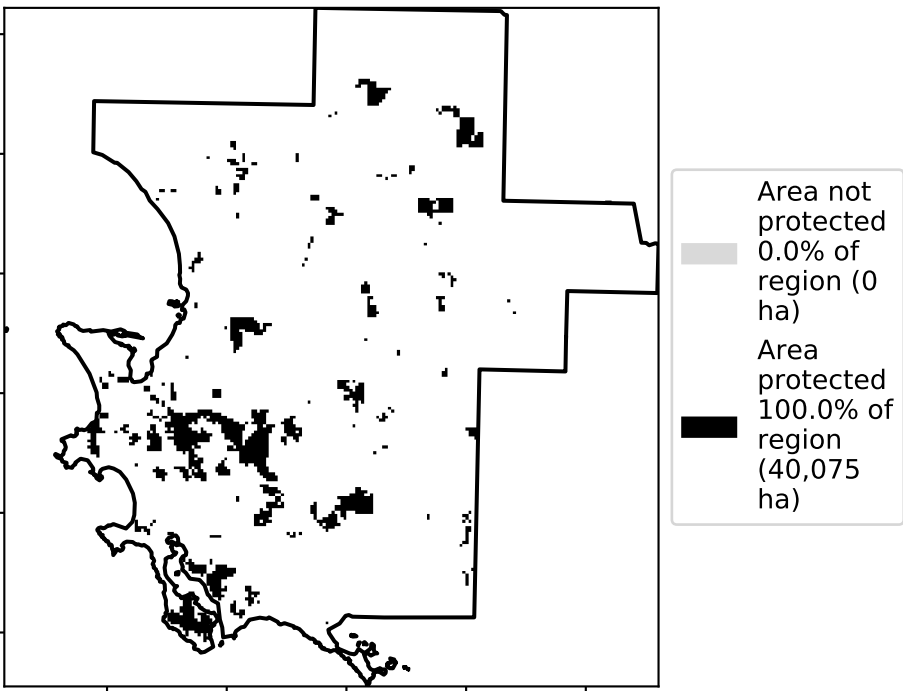 Area not
protected
0.0% of
region (0
ha)
Area
protected
100.0% of
region
(40,075
ha)